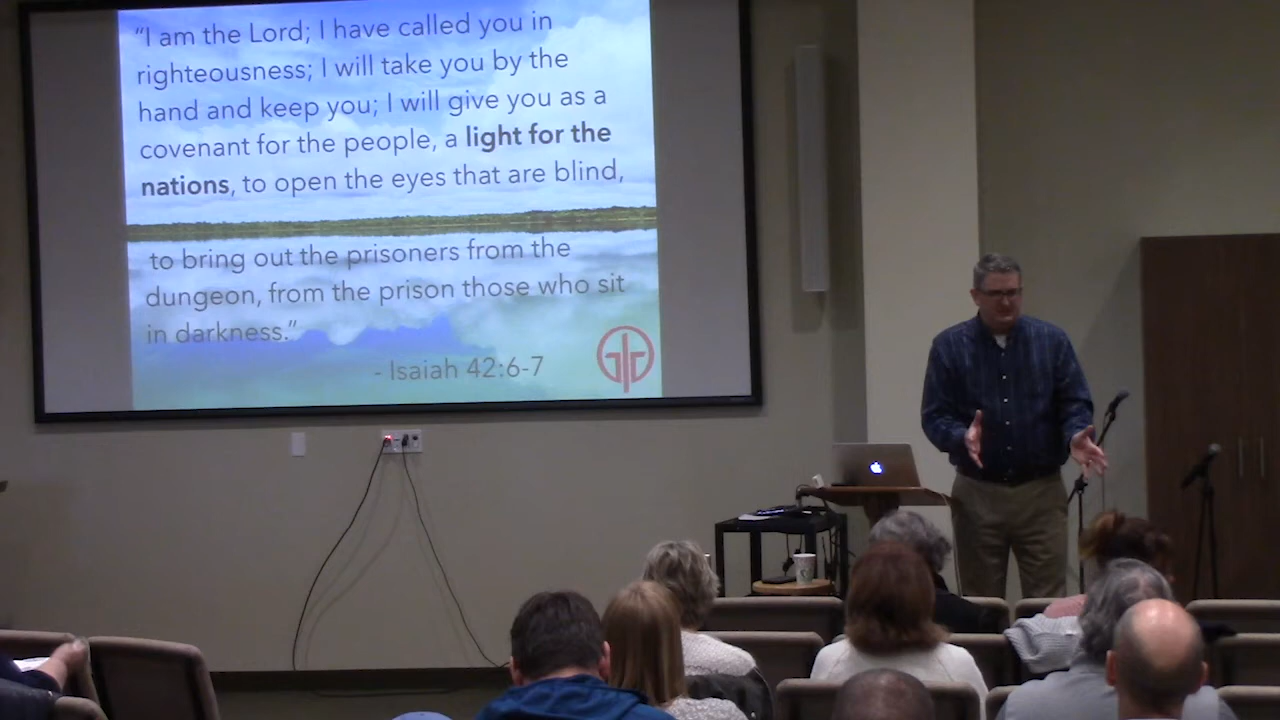 “I am the Lord; I have called you in
righteousness; I will take you by the
hand and keep you; I will give you as a
covenant for the people, a light for the
nations, to open the eyes that are blind,
to bring out the prisoners from the
dungeon, from the prison those who sit
in darkness.”
- Isaiah 42:6-7